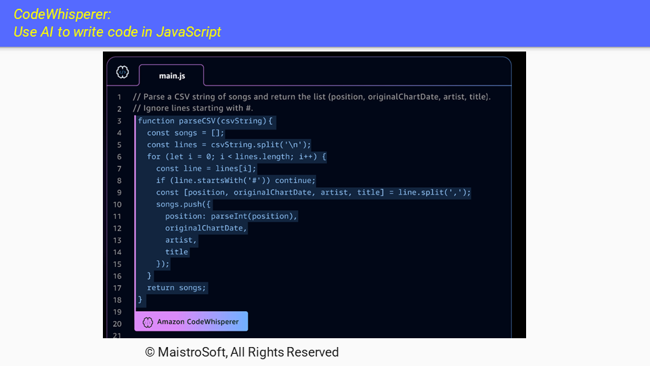 CodeWhisperer:
Use AI to write code in JavaScript
main.js
1 // Parse a CSV string of songs and return the list (position, originalChartDate, artist, title).
2 // Ignore lines starting with #.
3 function parseCSV(csvString){
4 const songs = [];
5 const lines = csvString.split('\n');
6 for (let i = 0; i < lines.length; i++) {
7 const line = lines[i];
8 if (line.startsWith('#')) continue;
9 const [position, originalChartDate, artist, title] = line.split(',');
10 songs.push({
11 position: parseInt(position),
12 originalChartDate,
13 artist,
14 title
15 });
16 }
17 return songs;
18 }
19
20 Amazon CodeWhisperer
21
© MaistroSoft, All Rights Reserved